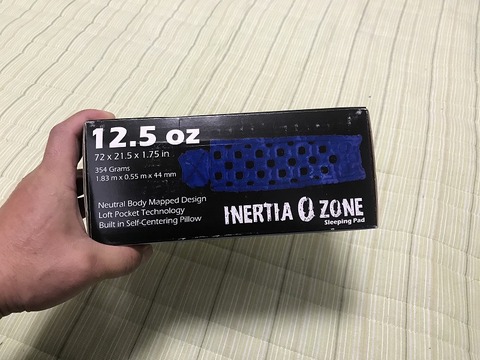 12.5 oz
72 x 21.5 x 1.75 in
354 Grams
1.83 m x 0.55 m x 44 mm
Neutral Body Mapped Design
Loft Pocket Technology
Built in Self-Centering Pillow
INERTIA O ZONE
Sleeping Pad